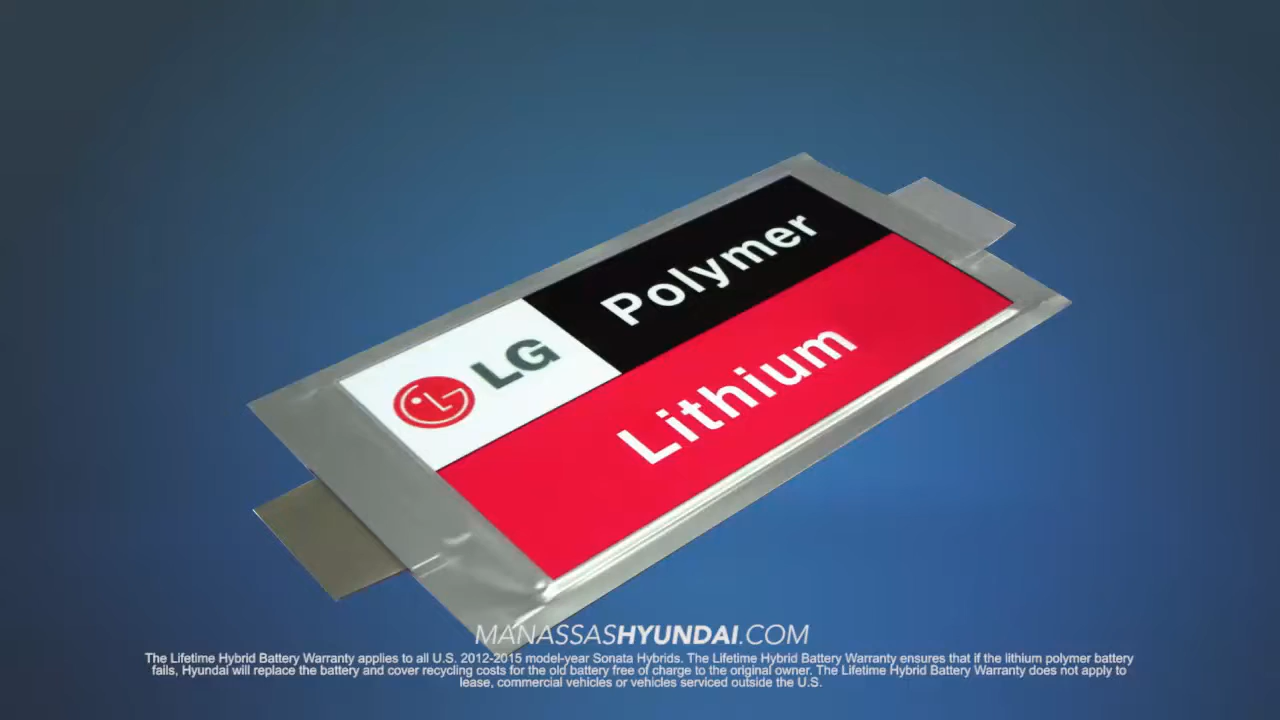 Polymer
LG
Lithium
MANASSASHYUNDAI.COM
The Lifetime Hybrid Battery Warranty applies to all U.S. 2012-2015 model-year Sonata Hybrids. The Lifetime Hybrid Battery Warranty ensures that if the lithium polymer battery
fails, Hyundai will replace the battery and cover recycling costs for the old battery free of charge to the original owner. The Lifetime Hybrid Battery Warranty does not apply to
lease, commercial vehicles or vehicles serviced outside the U.S.